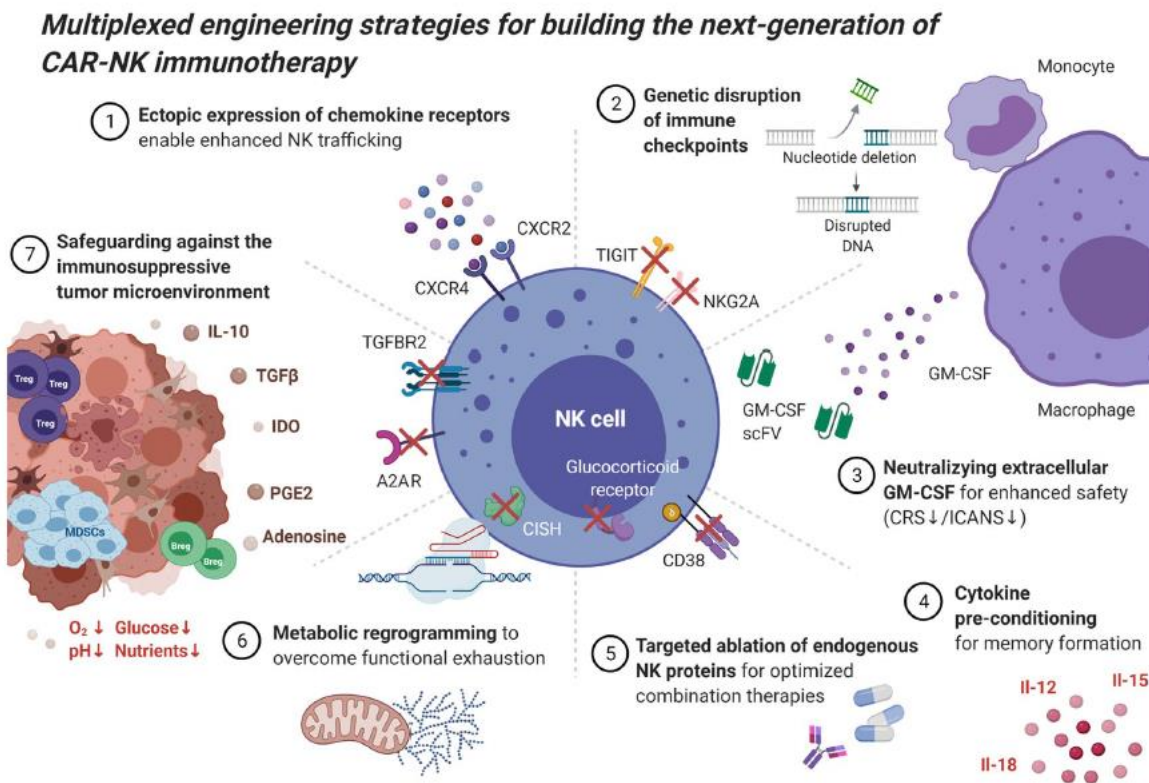 Multiplexed engineering strategies for building the next-generation of
CAR-NK immunotherapy
1
Ectopic expression of chemokine receptors
enable enhanced NK trafficking
2
Genetic disruption
of immune
checkpoints
Nucleotide deletion
Disrupted
DNA
Monocyte
Macrophage
7
Safeguarding against the
immunosuppressive
tumor microenvironment
CXCR2
CXCR4
TIGIT
NKG2A
TGFBR2
A2AR
NK cell
Glucocorticoid
receptor
CISH
CD38
δ
GM-CSF
scFV
GM-CSF
IL-10
TGFβ
IDO
PGE2
Adenosine
Treg
Treg
Treg
MDSCs
Breg
Breg
O₂ ↓ Glucose↓
pH↓ Nutrients↓
3
Neutralizying extracellular
GM-CSF for enhanced safety
(CRS↓/ICANS↓)
4
Cytokine
pre-conditioning
for memory formation
Il-12
Il-15
Il-18
5
Targeted ablation of endogenous
NK proteins for optimized
combination therapies
6
Metabolic regrogramming to
overcome functional exhaustion